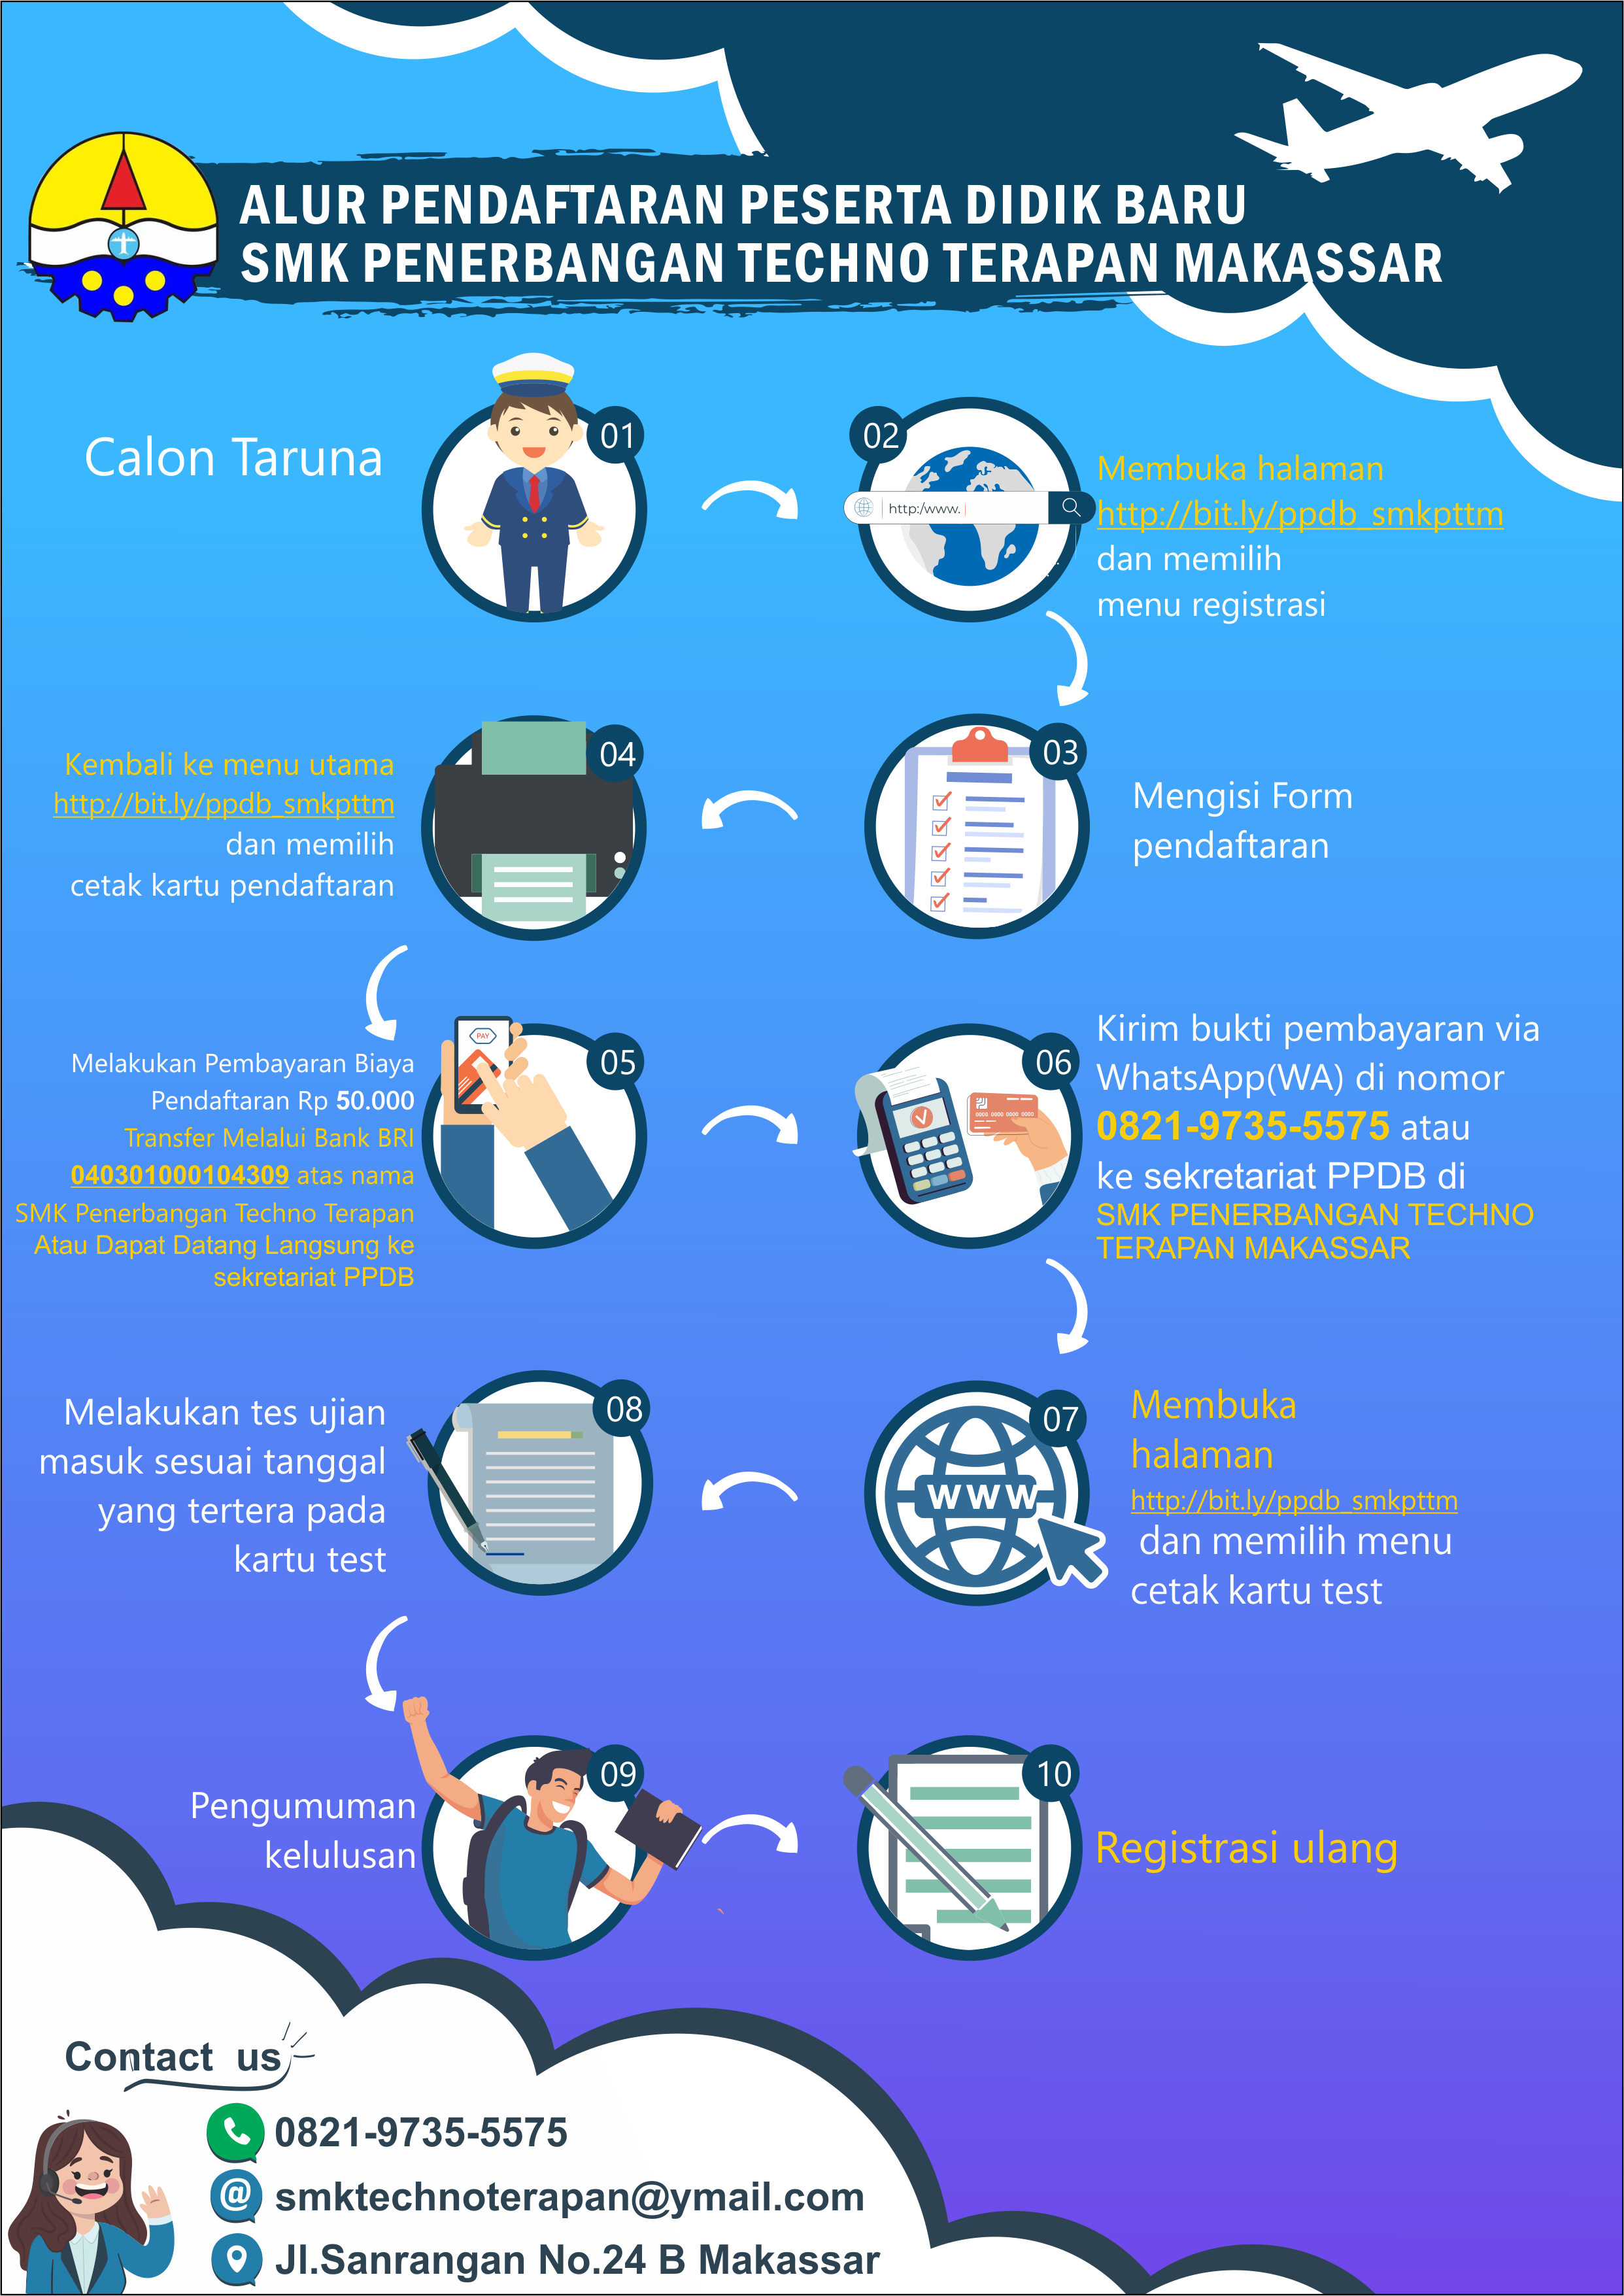 ALUR PENDAFTARAN PESERTA DIDIK BARU
SMK PENERBANGAN TECHNO TERAPAN MAKASSAR
01
Calon Taruna
02
http:/www.
Membuka halaman
http://bit.ly/ppdb_smkpttm
dan memilih
menu registrasi
03
Mengisi Form
pendaftaran
04
Kembali ke menu utama
http://bit.ly/ppdb_smkpttm
dan memilih
cetak kartu pendaftaran
05
PAY
Melakukan Pembayaran Biaya
Pendaftaran Rp 50.000
Transfer Melalui Bank BRI
040301000104309 atas nama
SMK Penerbangan Techno Terapan
Atau Dapat Datang Langsung ke
sekretariat PPDB
06
0000 0000 0000 0000
Kirim bukti pembayaran via
WhatsApp(WA) di nomor
0821-9735-5575 atau
ke sekretariat PPDB di
SMK PENERBANGAN TECHNO
TERAPAN MAKASSAR
07
WWW
Membuka
halaman
http://bit.ly/ppdb_smkpttm
dan memilih menu
cetak kartu test
08
Melakukan tes ujian
masuk sesuai tanggal
yang tertera pada
kartu test
09
Pengumuman
kelulusan
10
Registrasi ulang
Contact us
0821-9735-5575
@ smktechnoterapan@ymail.com
Jl.Sanrangan No.24 B Makassar